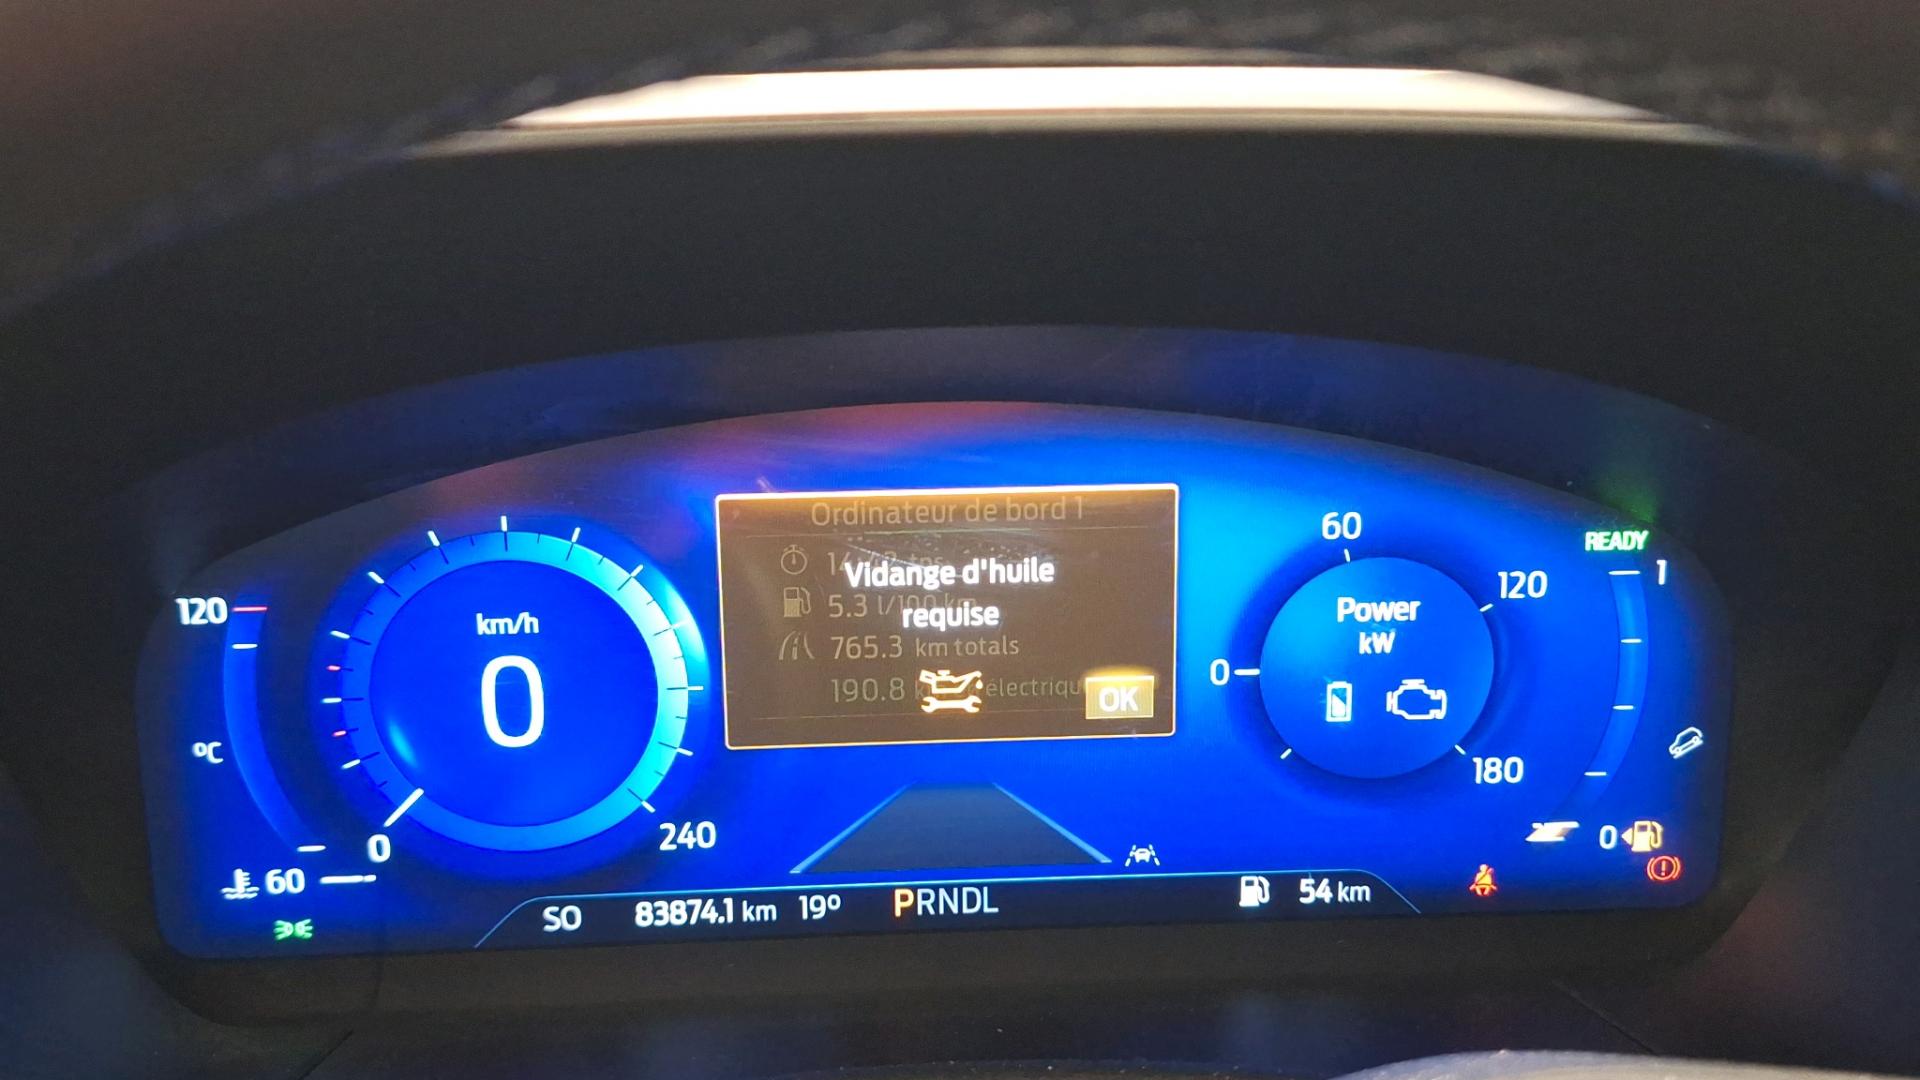 Ordinateur de bord 1
Vidange d'huile
requise
5.3 l/100 km
765.3 km totals
190.8
électriqu
OK
120
°C
60
km/h
0
0
240
60
120
0
180
Power
kW
READY
1
0
SO 83874.1 km 19° PRNDL 54 km